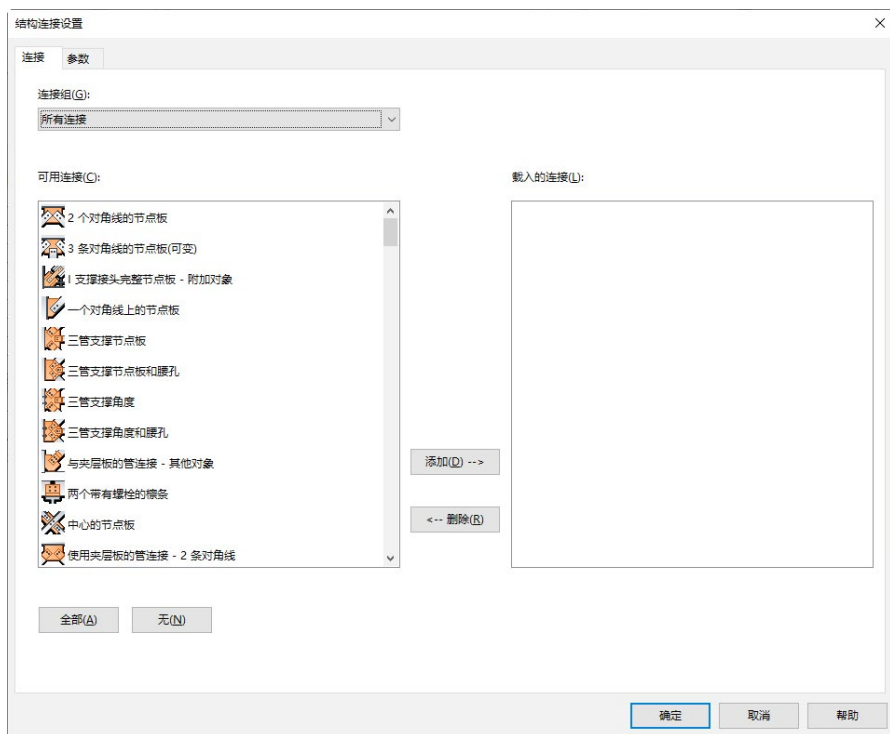 结构连接设置
连接 参数
连接组(G):
所有连接
可用连接(C):
载入的连接(L):
2 个对角线的节点板
3 条对角线的节点板(可变)
I 支撑接头完整节点板 - 附加对象
一个对角线上的节点板
三管支撑节点板
三管支撑节点板和腰孔
三管支撑角度
三管支撑角度和腰孔
与夹层板的管连接 - 其他对象
两个带有螺栓的檩条
中心的节点板
使用夹层板的管连接 - 2 条对角线
添加(D) -->
<-- 删除(R)
全部(A) 无(N)
确定 取消 帮助